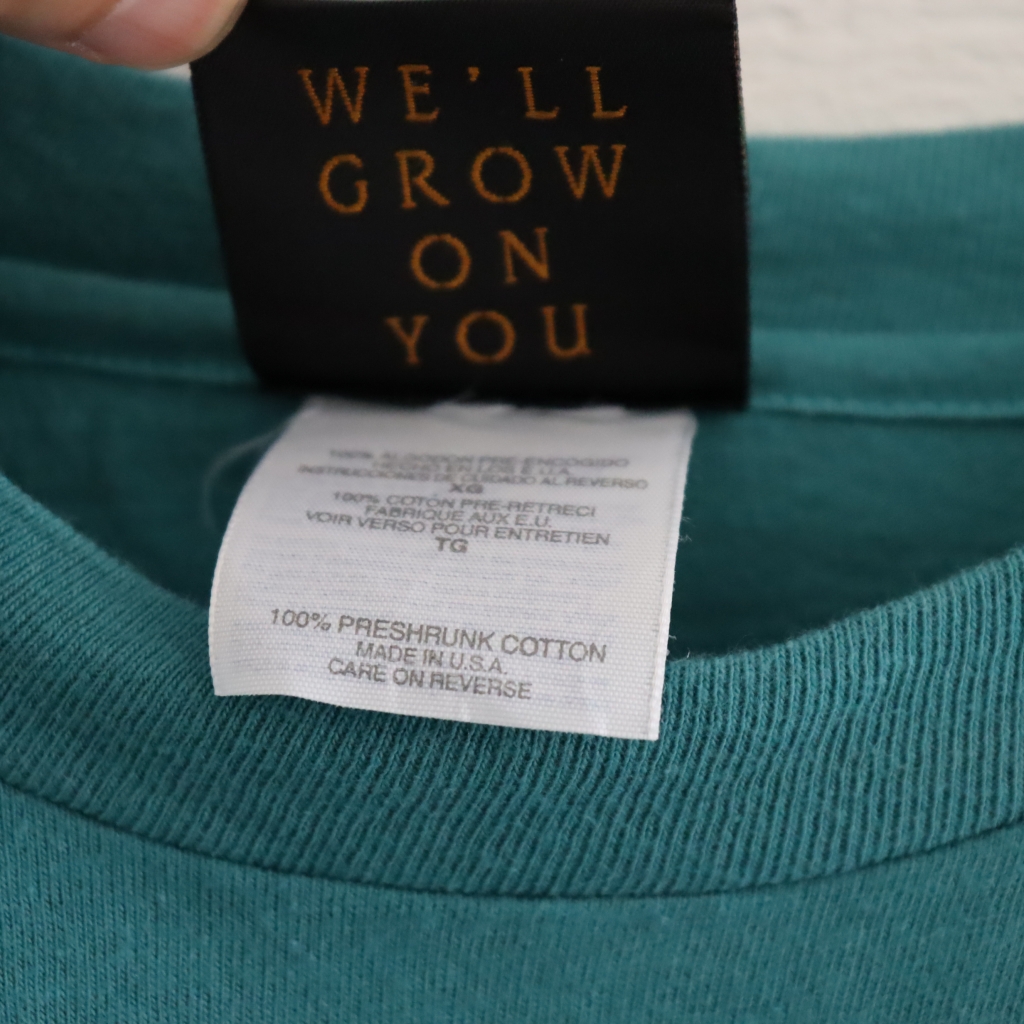 WE'LL
GROW
ON
YOU
100% ALGODON PRE-ENCOGIDO
HECHO EN LOS E.U.A.
INSTRUCCIONES DE CUIDADO AL REVERSO
XG
100% COTON PRE-RETRECI
FABRIQUE AUX E.U.
VOIR VERSO POUR ENTRETIEN
TG
100% PRESHRUNK COTTON
MADE IN U.S.A.
CARE ON REVERSE